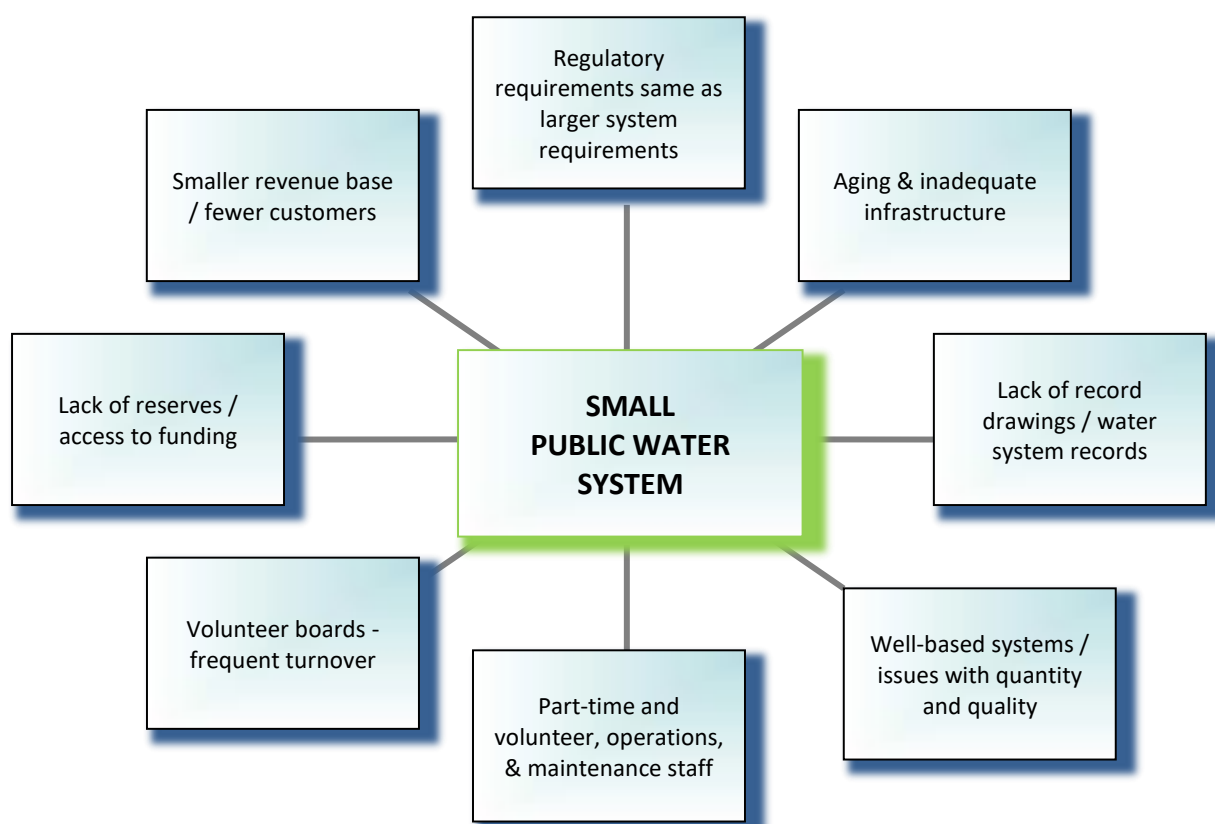 Regulatory
requirements same as
larger system
requirements
Smaller revenue base
/ fewer customers
Aging & inadequate
infrastructure
Lack of reserves /
access to funding
SMALL
PUBLIC WATER
SYSTEM
Lack of record
drawings / water
system records
Volunteer boards -
frequent turnover
Part-time and
volunteer, operations,
& maintenance staff
Well-based systems /
issues with quantity
and quality